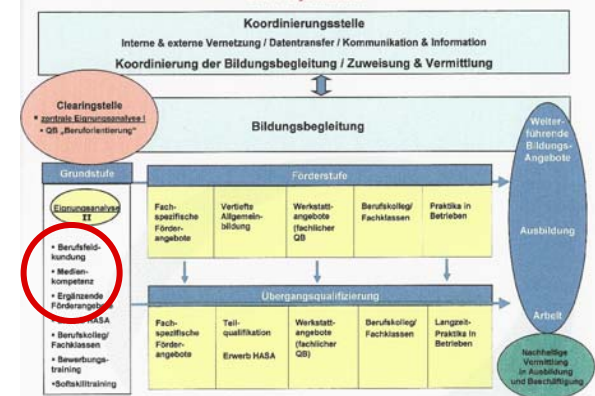 Koordinierungsstelle
Interne & externe Vernetzung / Datentransfer / Kommunikation & Information
Koordinierung der Bildungsbegleitung / Zuweisung & Vermittlung
Clearingstelle
• zentrale Eignungsanalyse I
• QB „Beruforientierung"
Bildungsbegleitung
Weiter-
führende
Bildungs-
Angebote
Ausbildung
Arbeit
Grundstufe
Eignungsanalyse
II
• Berufsfeld-
kundung
• Medien-
kompetenz
• Ergänzende
Förderangebote
HASA
• Berufskolleg/
Fachklassen
• Bewerbungs-
training
•Softskilltraining
Förderstufe
Fach-
spezifische
Förder-
angebote
Vertiefte
Allgemein-
bildung
Werkstatt-
angebote
(fachlicher
QB
Berufskolleg/
Fachklassen
Praktika in
Betrieben
Übergangsqualifizierung
Fach-
spezifische
Förder-
angebote
Teil-
qualifikation
Erwerb HASA
Werkstatt-
angebote
(fachlicher
QB)
Berufskolleg/
Fachklassen
Langzeit-
Praktika in
Betrieben
Nachhaltige
Vermittlung
in Ausbildung
und Beschäftigung